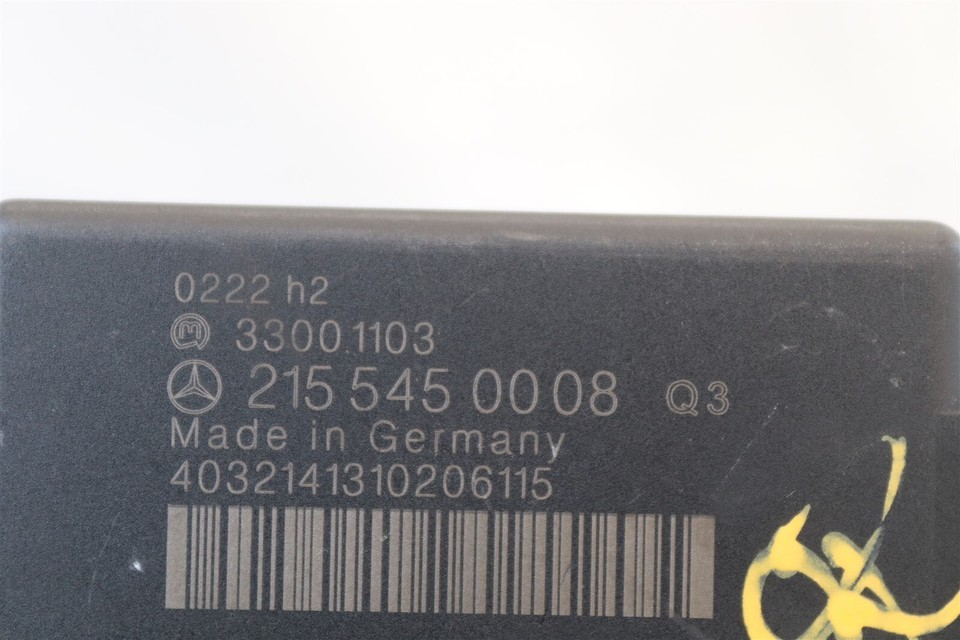 0222 h2
33001103
215 545 00 08 Q3
Made in Germany
4032141310206115